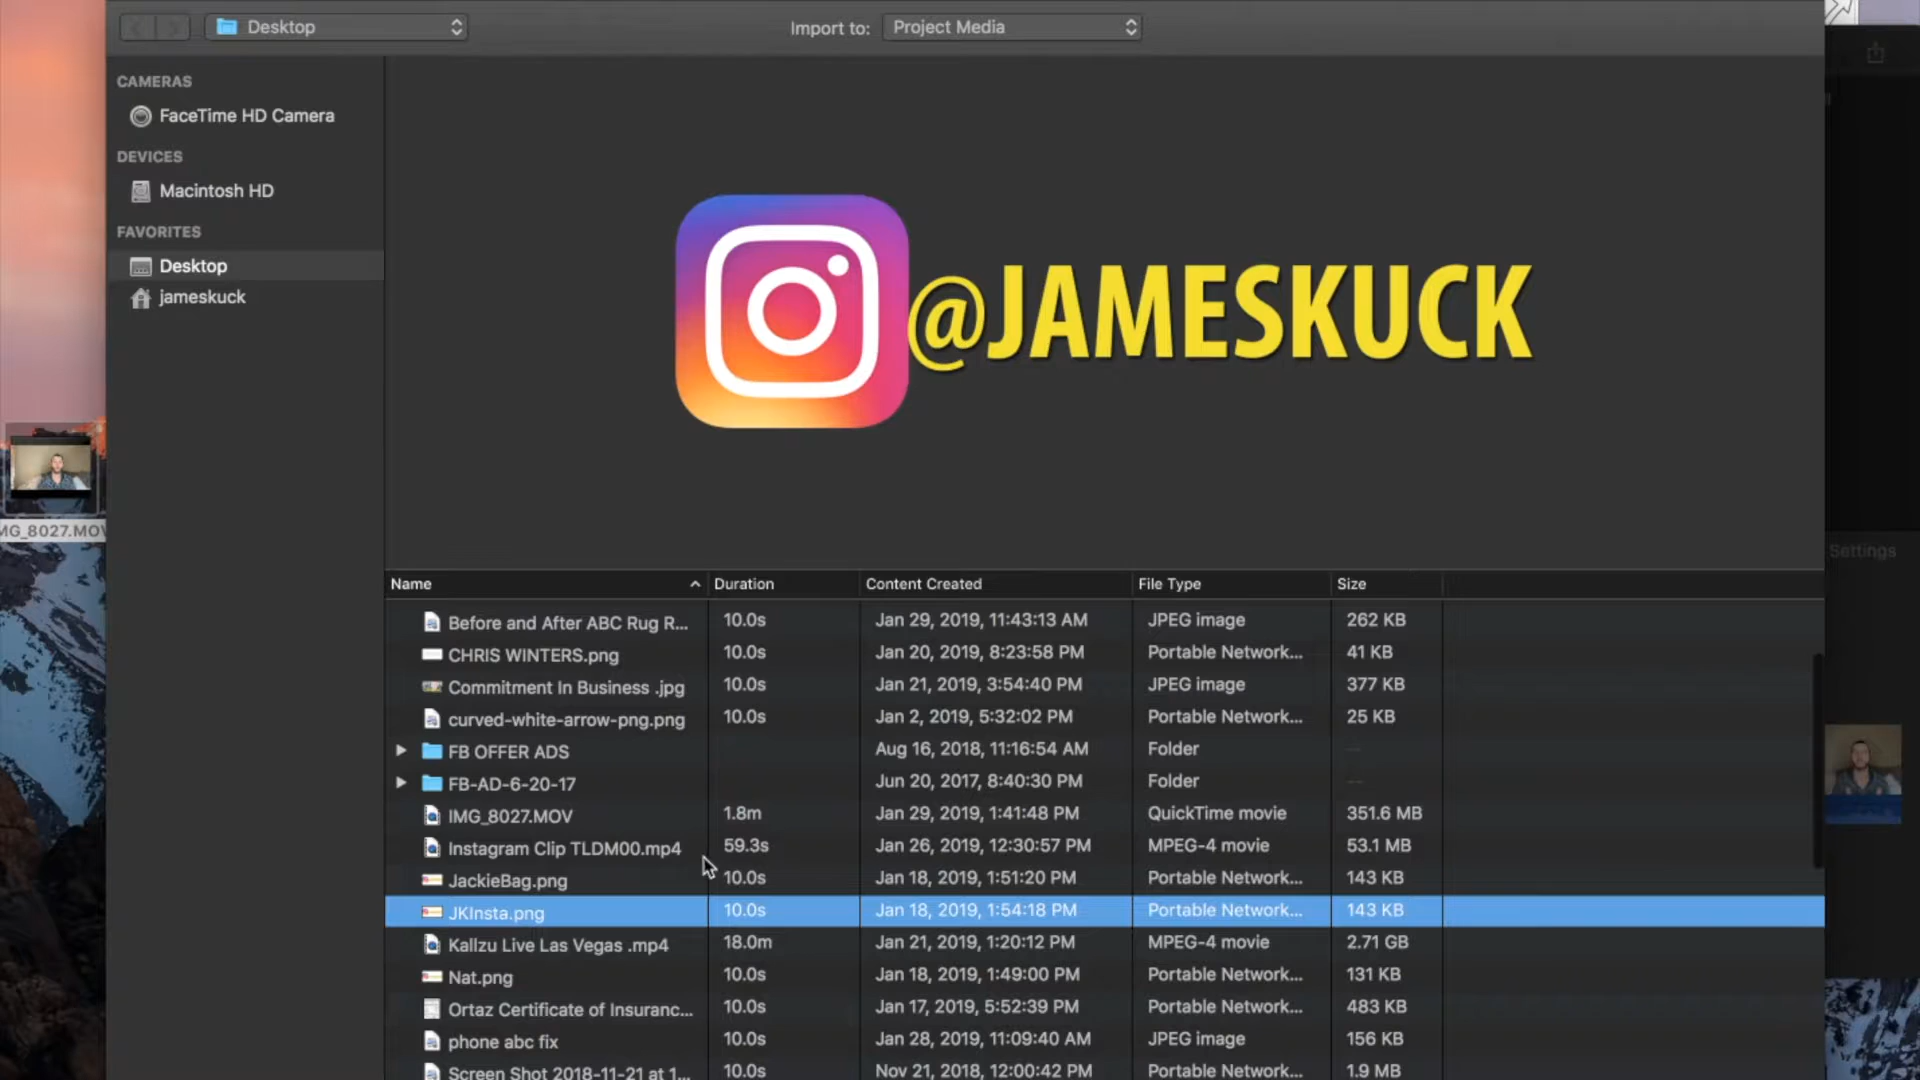 Desktop
Import to: Project Media
CAMERAS
FaceTime HD Camera
DEVICES
Macintosh HD
FAVORITES
Desktop
jameskuck
@JAMESKUCK
MG_8027.MOV
Settings
Name Duration Content Created File Type Size
Before and After ABC Rug R... 10.0s Jan 29, 2019, 11:43:13 AM JPEG image 262 KB
CHRIS WINTERS.png 10.0s Jan 20, 2019, 8:23:58 PM Portable Network... 41 KB
Commitment In Business .jpg 10.0s Jan 21, 2019, 3:54:40 PM JPEG image 377 KB
curved-white-arrow-png.png 10.0s Jan 2, 2019, 5:32:02 PM Portable Network... 25 KB
FB OFFER ADS Aug 16, 2018, 11:16:54 AM Folder --
FB-AD-6-20-17 Jun 20, 2017, 8:40:30 PM Folder --
IMG_8027.MOV 1.8m Jan 29, 2019, 1:41:48 PM QuickTime movie 351.6 MB
Instagram Clip TLDM00.mp4 59.3s Jan 26, 2019, 12:30:57 PM MPEG-4 movie 53.1 MB
JackieBag.png 10.0s Jan 18, 2019, 1:51:20 PM Portable Network... 143 KB
JKInsta.png 10.0s Jan 18, 2019, 1:54:18 PM Portable Network... 143 KB
Kallzu Live Las Vegas .mp4 18.0m Jan 21, 2019, 1:20:12 PM MPEG-4 movie 2.71 GB
Nat.png 10.0s Jan 18, 2019, 1:49:00 PM Portable Network... 131 KB
Ortaz Certificate of Insuranc... 10.0s Jan 17, 2019, 5:52:39 PM Portable Network... 483 KB
phone abc fix 10.0s Jan 28, 2019, 11:09:40 AM JPEG image 156 KB
Screen Shot 2018-11-21 at 1... 10.0s Nov 21, 2018, 12:00:42 PM Portable Network... 1.9 MB